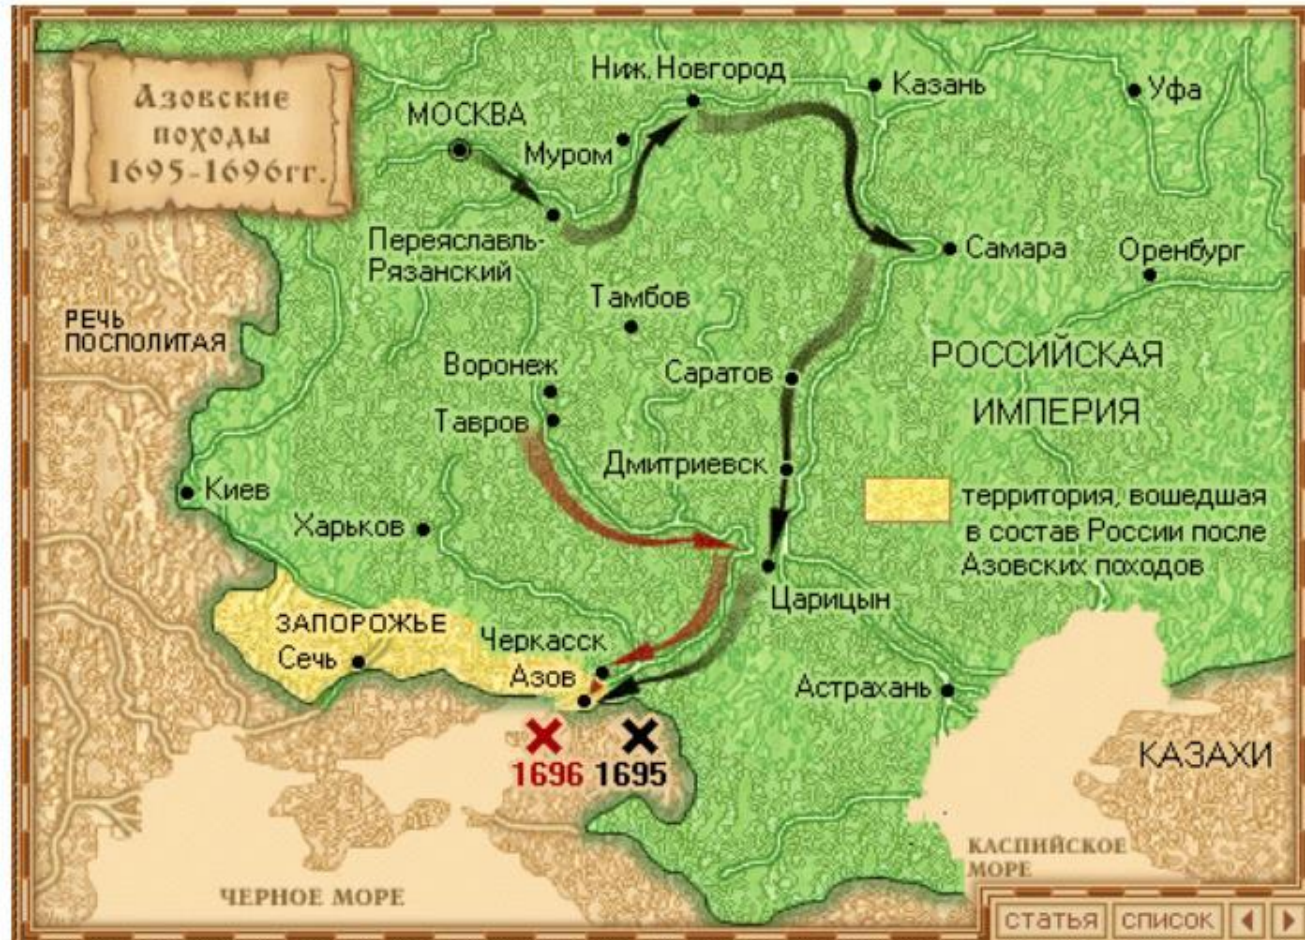 Азовские
походы
1695-1696гг.
Ниж. Новгород
Казань
Уфа
МОСКВА
Муром
Переяславль-
Рязанский
Самара
Оренбург
Тамбов
РЕЧЬ
ПОСПОЛИТАЯ
РОССИЙСКАЯ
ИМПЕРИЯ
Воронеж
Саратов
Тавров
Дмитриевск
Киев
Харьков
территория, вошедшая
в состав России после
Азовских походов
Царицын
ЗАПОРОЖЬЕ
Сечь
Черкасск
Азов
Астрахань
1696 1695
КАЗАХИ
КАСПИЙСКОЕ
МОРЕ
ЧЕРНОЕ МОРЕ
статья список